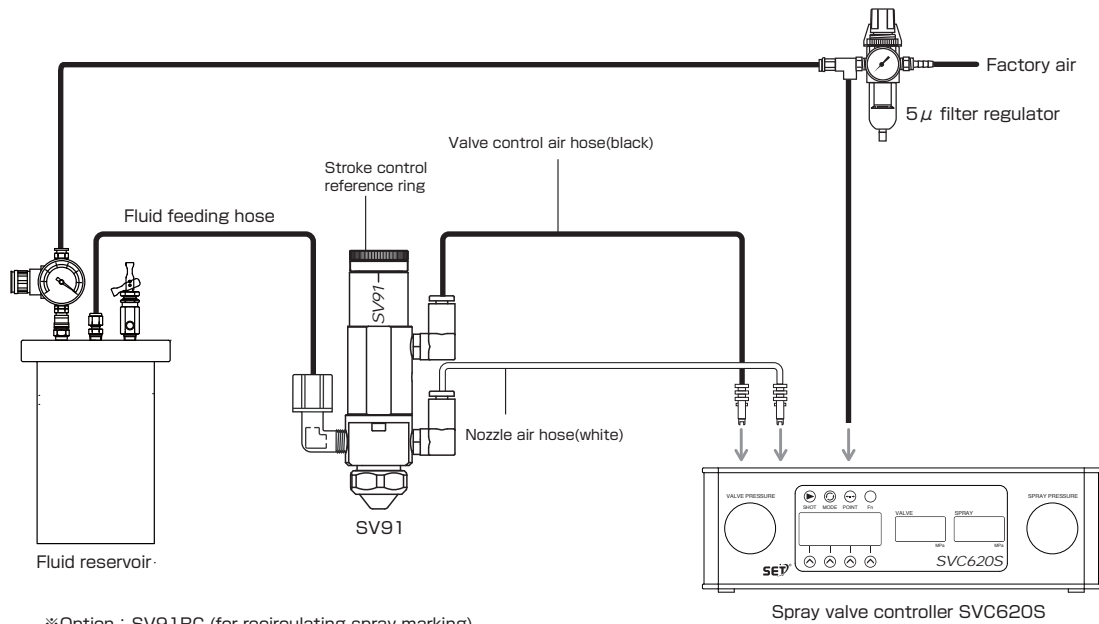 Factory air
5μ filter regulator
Valve control air hose(black)
Stroke control
reference ring
Fluid feeding hose
SV91
Nozzle air hose(white)
SV91
Fluid reservoir
VALVE PRESSURE
SHOT MODE POINT Fn
VALVE
SPRAY
MPa
MPa
SPRAY PRESSURE
SET
SVC620S
Spray valve controller SVC620S
※Option : SV91RC (for recirculating spray marking)